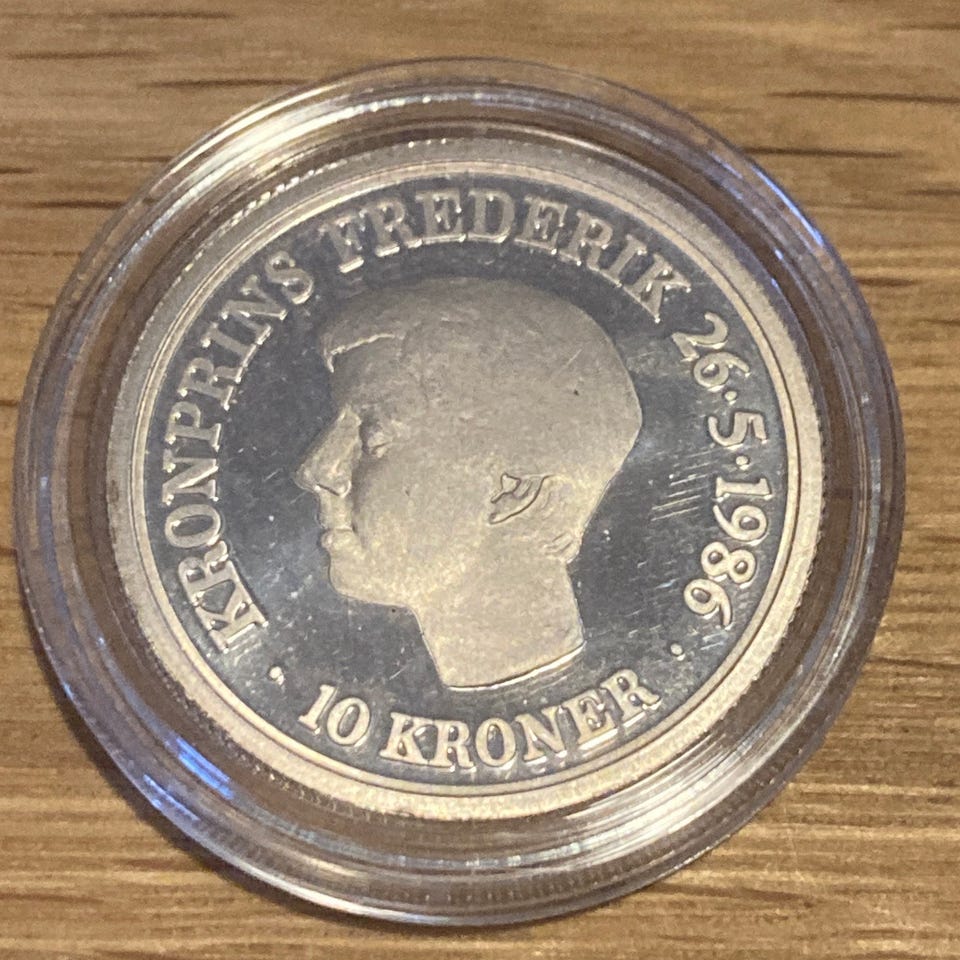 KRONPRINS FREDERIK 26·5·1986
· 10 KRONER ·